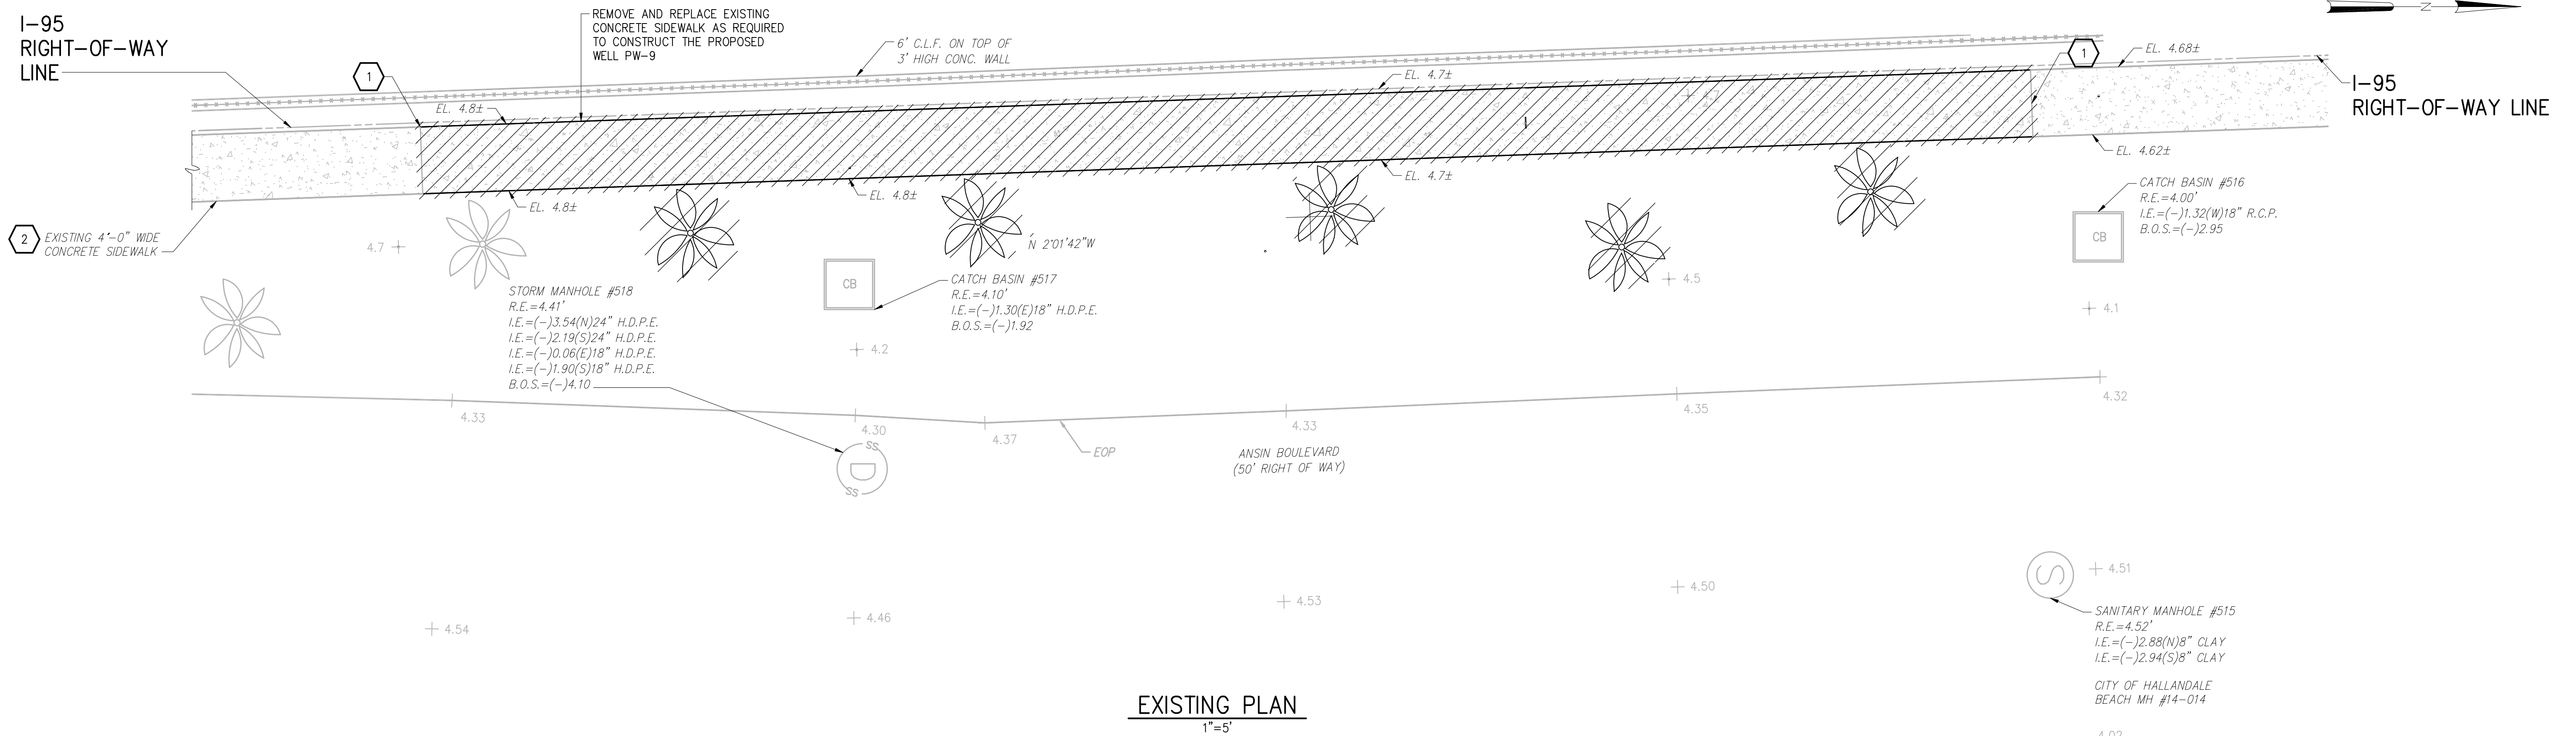 I-95
RIGHT-OF-WAY
LINE
1
REMOVE AND REPLACE EXISTING
CONCRETE SIDEWALK AS REQUIRED
TO CONSTRUCT THE PROPOSED
WELL PW-9
6' C.L.F. ON TOP OF
3' HIGH CONC. WALL
N
1
EL. 4.68±
I-95
RIGHT-OF-WAY LINE
EL. 4.8±
EL. 4.7±
4.7
EL. 4.62±
EL. 4.7±
EL. 4.8±
EL. 4.8±
2
EXISTING 4'-0" WIDE
CONCRETE SIDEWALK
4.7
N 2°01'42"W
CATCH BASIN #516
R.E.=4.00'
I.E.=(-)1.32(W)18" R.C.P.
B.O.S.=(-)2.95
CB
CB
CATCH BASIN #517
R.E.=4.10'
I.E.=(-)1.30(E)18" H.D.P.E.
B.O.S.=(-)1.92
4.5
4.1
STORM MANHOLE #518
R.E.=4.41'
I.E.=(-)3.54(N)24" H.D.P.E.
I.E.=(-)2.19(S)24" H.D.P.E.
I.E.=(-)0.06(E)18" H.D.P.E.
I.E.=(-)1.90(S)18" H.D.P.E.
B.O.S.=(-)4.10
4.2
4.33
4.30
4.37
4.33
4.35
4.32
SS
D
SS
EOP
ANSIN BOULEVARD
(50' RIGHT OF WAY)
4.54
4.46
4.53
4.50
4.51
S
SANITARY MANHOLE #515
R.E.=4.52'
I.E.=(-)2.88(N)8" CLAY
I.E.=(-)2.94(S)8" CLAY
CITY OF HALLANDALE
BEACH MH #14-014
EXISTING PLAN
1"=5'